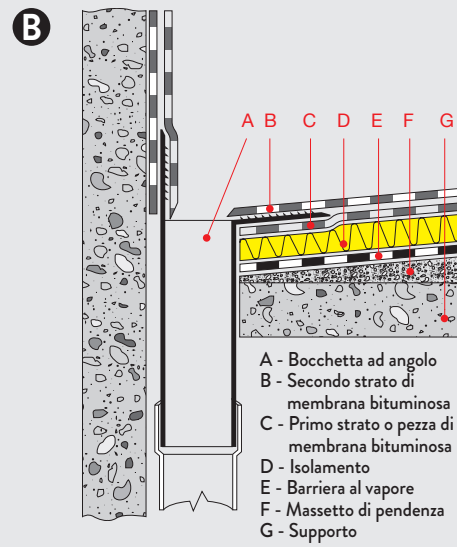 B
A B C D E F G
A - Bocchetta ad angolo
B - Secondo strato di
membrana bituminosa
C - Primo strato o pezza di
membrana bituminosa
D - Isolamento
E - Barriera al vapore
F - Massetto di pendenza
G - Supporto